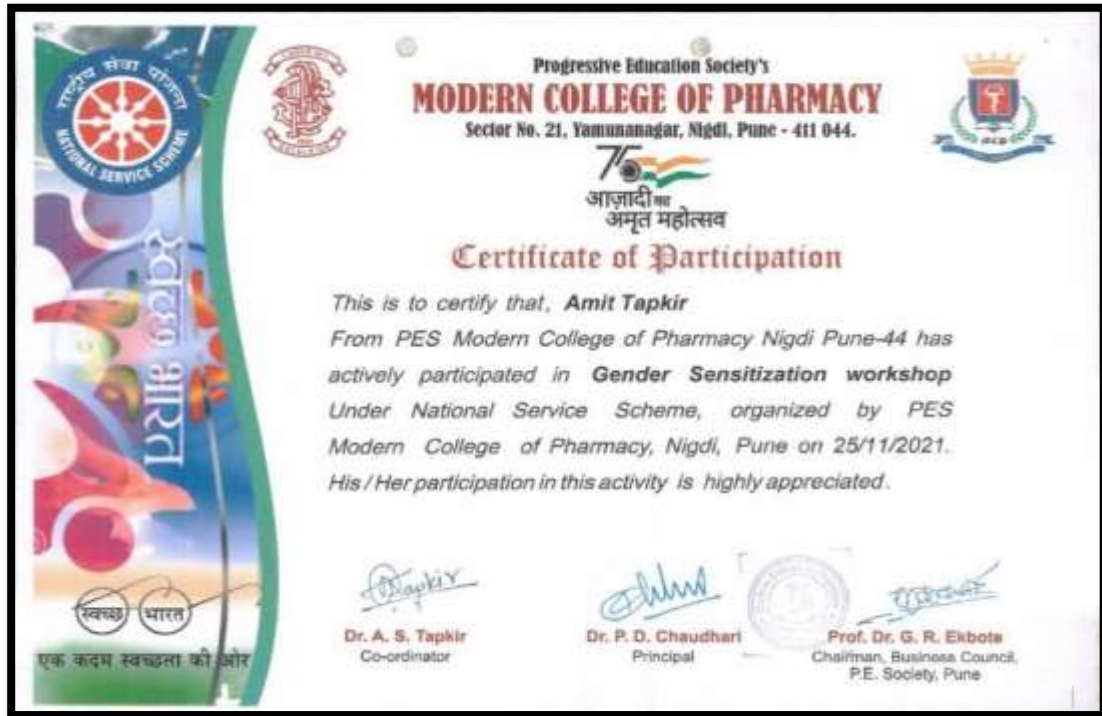 राष्ट्रीय सेवा योजना
NATIONAL SERVICE SCHEME
Progressive Education Society's
MODERN COLLEGE OF PHARMACY
Sector No. 21, Yamunanagar, Nigdi, Pune - 411 044.
75
आज़ादी का
अमृत महोत्सव
Certificate of Participation
This is to certify that, Amit Tapkir
From PES Modern College of Pharmacy Nigdi Pune-44 has
actively participated in Gender Sensitization workshop
Under National Service Scheme, organized by PES
Modern College of Pharmacy, Nigdi, Pune on 25/11/2021.
His / Her participation in this activity is highly appreciated.
स्वच्छ भारत
स्वच्छ भारत
एक कदम स्वच्छता की ओर
Tapkir
Dr. A. S. Tapkir
Co-ordinator
Dr. P. D. Chaudhari
Principal
Prof. Dr. G. R. Ekbote
Chairman, Business Council,
P.E. Society, Pune